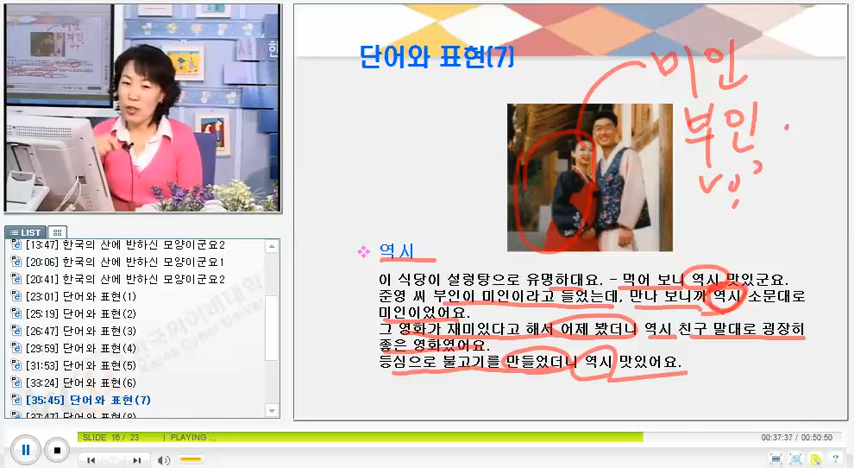 단어와 표현(7)
미인
부인
역시
이 식당이 설렁탕으로 유명하대요. - 먹어 보니 역시 맛있군요.
준영 씨 부인이 미인이라고 들었는데, 만나 보니까 역시 소문대로
미인이었어요.
그 영화가 재미있다고 해서 어제 봤더니 역시 친구 말대로 굉장히
좋은 영화였어요.
등심으로 불고기를 만들었더니 역시 맛있어요.
LIST
[13:47] 한국의 산에 반하신 모양이군요2
[20:06] 한국의 산에 반하신 모양이군요1
[20:41] 한국의 산에 반하신 모양이군요2
[23:01] 단어와 표현(1)
[25:19] 단어와 표현(2)
[26:47] 단어와 표현(3)
[29:59] 단어와 표현(4)
[31:53] 단어와 표현(5)
[33:24] 단어와 표현(6)
[35:45] 단어와 표현(7)
[37:47] 단어와 표현(8)
SLIDE 16 / 23 | PLAYING ...
00:37:37 / 00:50:50